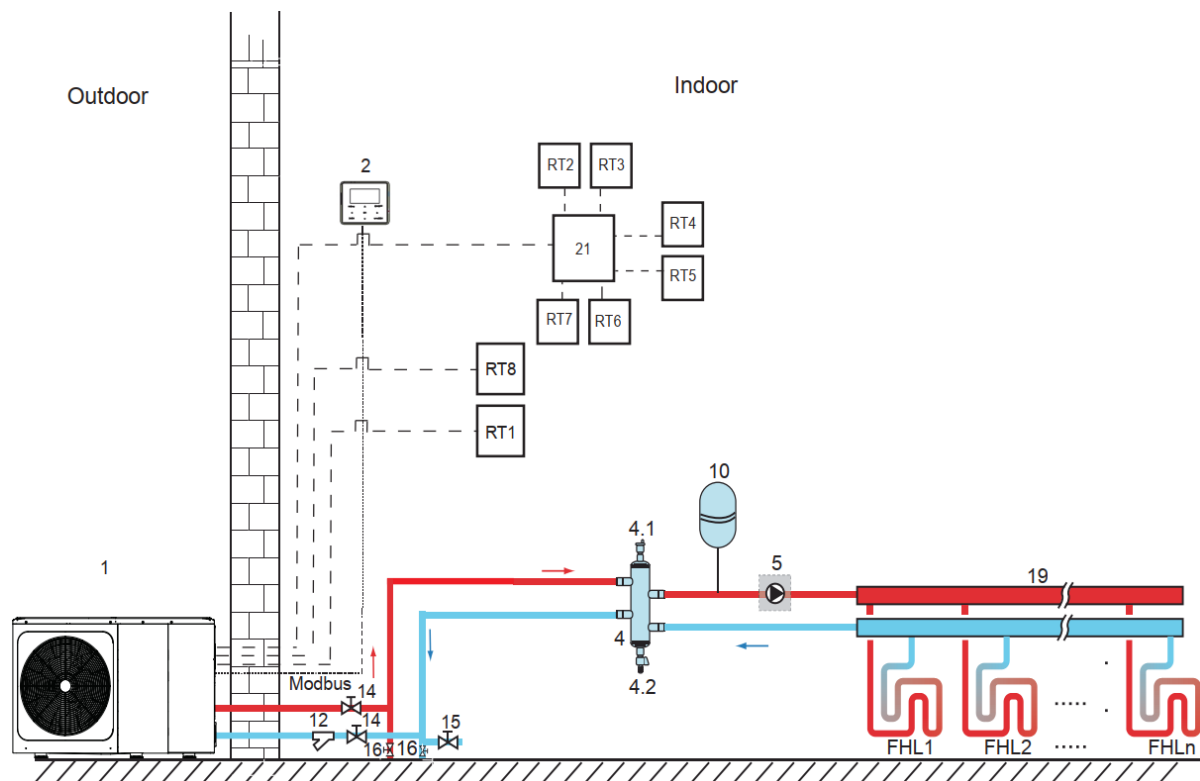 Outdoor
Indoor
2
RT2
RT3
RT4
21
RT5
RT7
RT6
RT8
RT1
10
4.1
1
5
19
4
4.2
Modbus
14
12
14
15
16
16
FHL1
FHL2
.....
FHLn